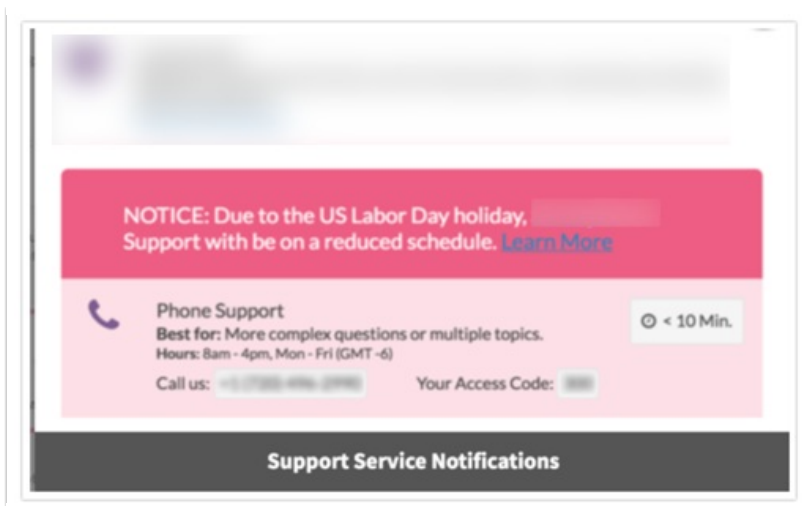 NOTICE: Due to the US Labor Day holiday,
Support with be on a reduced schedule. Learn More
Phone Support
Best for: More complex questions or multiple topics.
Hours: 8am - 4pm, Mon - Fri (GMT -6)
< 10 Min.
Call us:
Your Access Code:
Support Service Notifications